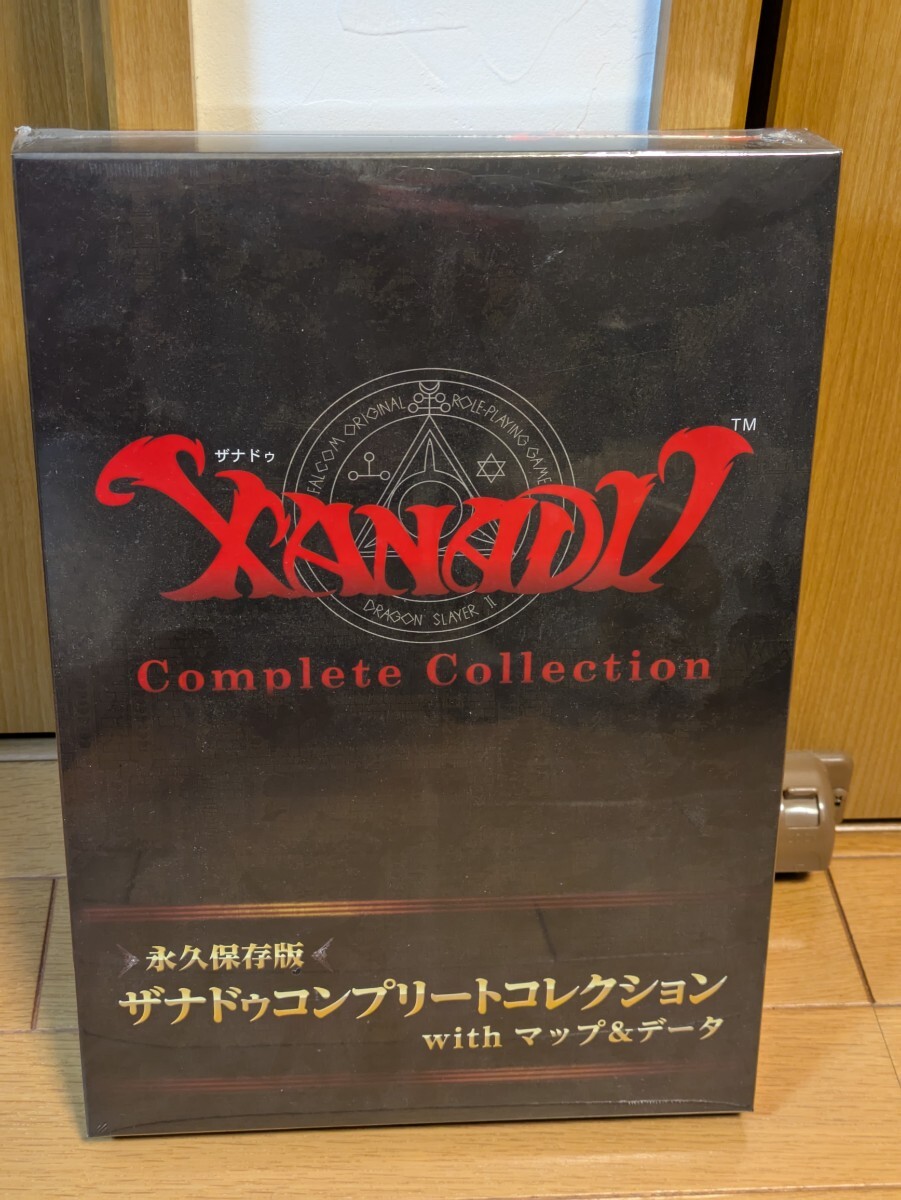 FALCOM ORIGINAL ROLE-PLAYING GAME
ザナドゥ
XANADU
TM
DRAGON SLAYER II
Complete Collection
永久保存版
ザナドゥコンプリートコレクション
with マップ&データ